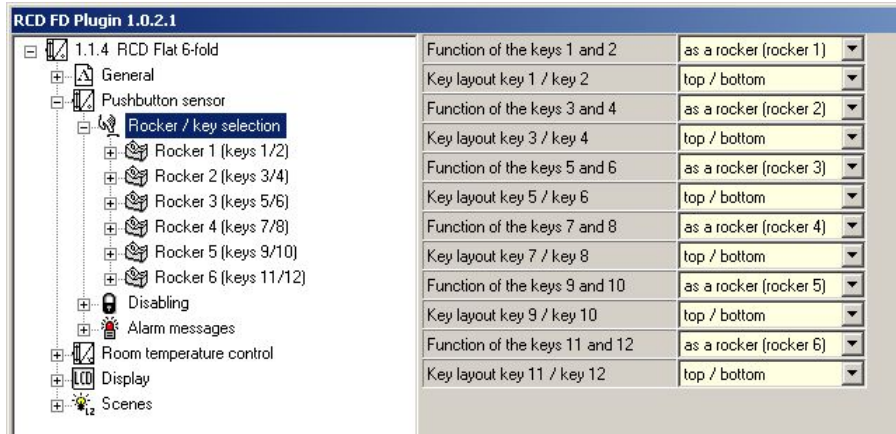 RCD FD Plugin 1.0.2.1
1.1.4 RCD Flat 6-fold
General
Pushbutton sensor
Rocker / key selection
Rocker 1 (keys 1/2)
Rocker 2 (keys 3/4)
Rocker 3 (keys 5/6)
Rocker 4 (keys 7/8)
Rocker 5 (keys 9/10)
Rocker 6 (keys 11/12)
Disabling
Alarm messages
Room temperature control
LCD Display
Scenes
Function of the keys 1 and 2 as a rocker (rocker 1)
Key layout key 1 / key 2 top / bottom
Function of the keys 3 and 4 as a rocker (rocker 2)
Key layout key 3 / key 4 top / bottom
Function of the keys 5 and 6 as a rocker (rocker 3)
Key layout key 5 / key 6 top / bottom
Function of the keys 7 and 8 as a rocker (rocker 4)
Key layout key 7 / key 8 top / bottom
Function of the keys 9 and 10 as a rocker (rocker 5)
Key layout key 9 / key 10 top / bottom
Function of the keys 11 and 12 as a rocker (rocker 6)
Key layout key 11 / key 12 top / bottom